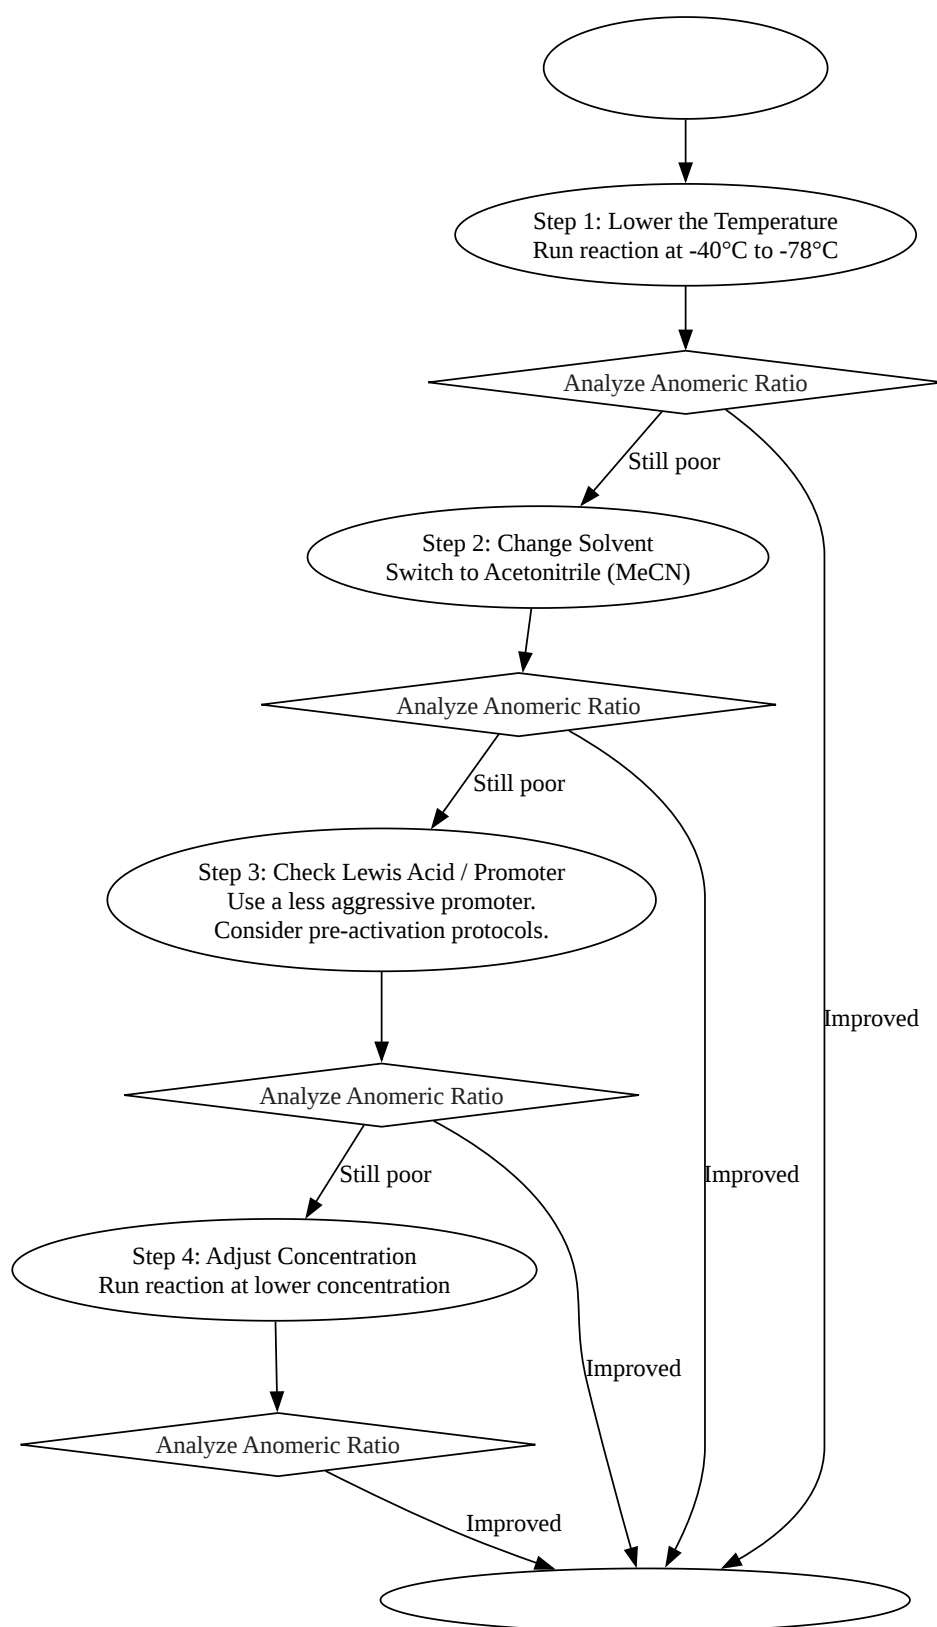 Step 1: Lower the Temperature
Run reaction at -40°C to -78°C
Analyze Anomeric Ratio
Still poor
Step 2: Change Solvent
Switch to Acetonitrile (MeCN)
Analyze Anomeric Ratio
Still poor
Step 3: Check Lewis Acid / Promoter
Use a less aggressive promoter.
Consider pre-activation protocols.
Improved
Analyze Anomeric Ratio
Still poor
Improved
Step 4: Adjust Concentration
Run reaction at lower concentration
Improved
Analyze Anomeric Ratio
Improved